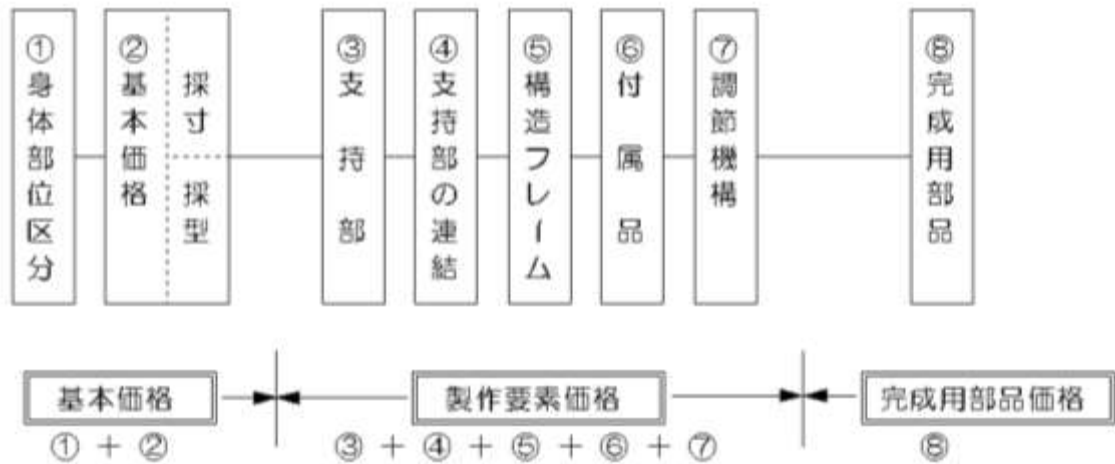 ①身体部位区分
②基本価格
採寸
採型
③支持部
④支持部の連結
⑤構造フレーム
⑥付属品
⑦調節機構
⑧完成用部品
基本価格
製作要素価格
完成用部品価格
①+②
③+④+⑤+⑥+⑦
⑧